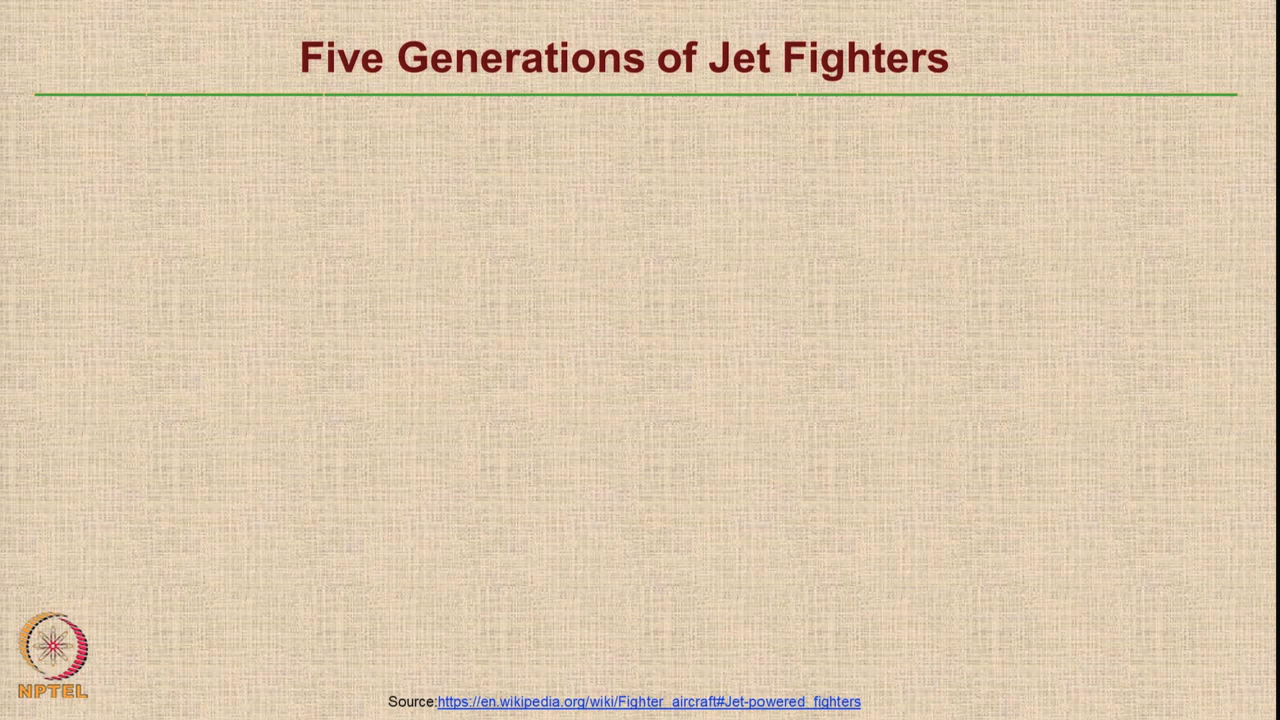 Five Generations of Jet Fighters
NPTEL
Source:https://en.wikipedia.org/wiki/Fighter_aircraft#Jet-powered_fighters